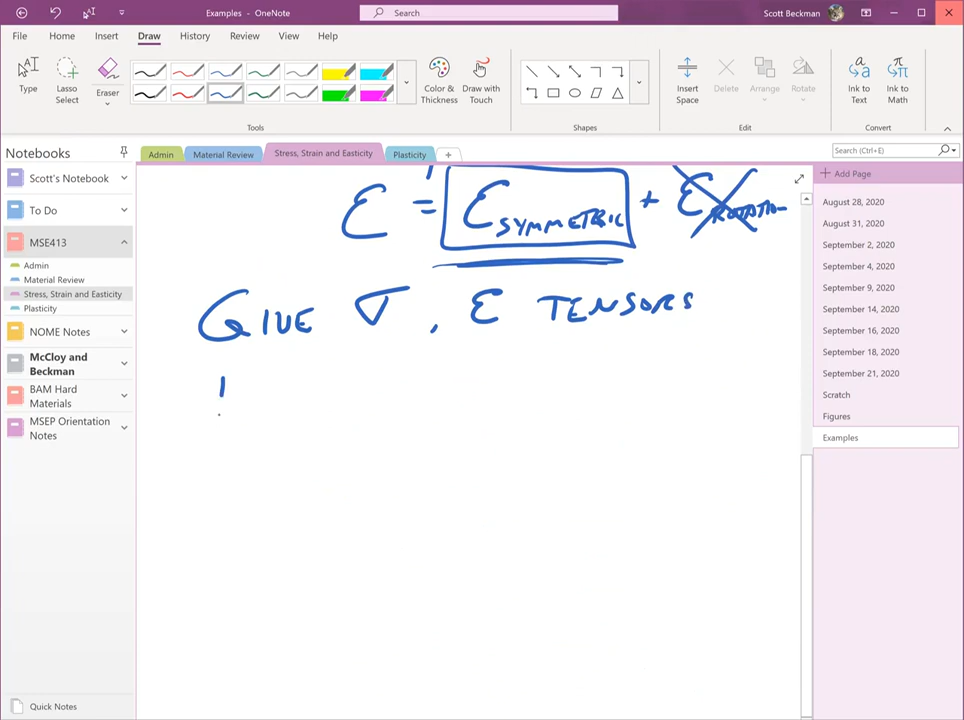 Examples - OneNote
Search
Scott Beckman
File Home Insert Draw History Review View Help
Type
Lasso Select
Eraser
Color & Thickness
Draw with Touch
Insert Space
Delete
Arrange
Rotate
Ink to Text
Ink to Math
Tools
Shapes
Edit
Convert
Notebooks
Admin
Material Review
Stress, Strain and Easticity
Plasticity
Search (Ctrl+E)
Scott's Notebook
To Do
MSE413
Admin
Material Review
Stress, Strain and Easticity
Plasticity
NOME Notes
McCloy and Beckman
BAM Hard Materials
MSEP Orientation Notes
Quick Notes
ε = ε SYMMETRIC + ε ROTATION
GIVE σ, ε TENSORS
Add Page
August 28, 2020
August 31, 2020
September 2, 2020
September 4, 2020
September 9, 2020
September 14, 2020
September 16, 2020
September 18, 2020
September 21, 2020
Scratch
Figures
Examples